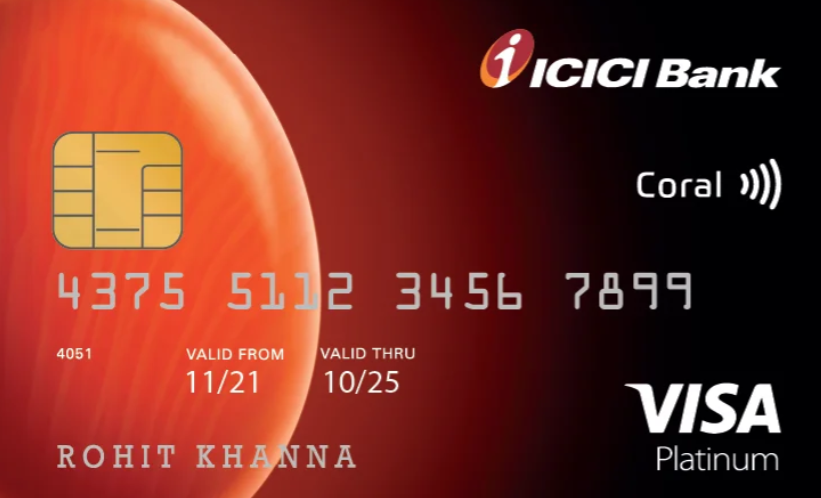 ICICI Bank
Coral
4375 5112 3456 7899
4051 VALID FROM VALID THRU
11/21 10/25
VISA
ROHIT KHANNA Platinum